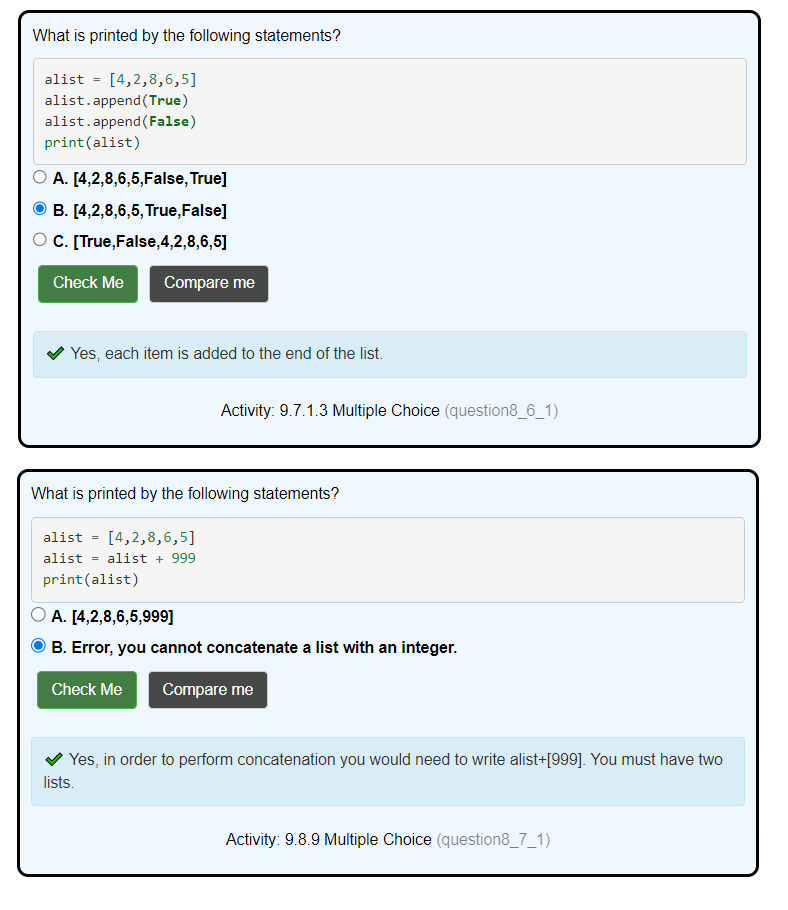 What is printed by the following statements?
alist = [4,2,8,6,5]
alist.append(True)
alist.append(False)
print(alist)
A. [4,2,8,6,5,False,True]
B. [4,2,8,6,5,True,False]
C. [True,False,4,2,8,6,5]
Check Me Compare me
Yes, each item is added to the end of the list.
Activity: 9.7.1.3 Multiple Choice (question8_6_1)
What is printed by the following statements?
alist = [4,2,8,6,5]
alist = alist + 999
print(alist)
A. [4,2,8,6,5,999]
B. Error, you cannot concatenate a list with an integer.
Check Me Compare me
Yes, in order to perform concatenation you would need to write alist+[999]. You must have two
lists.
Activity: 9.8.9 Multiple Choice (question8_7_1)